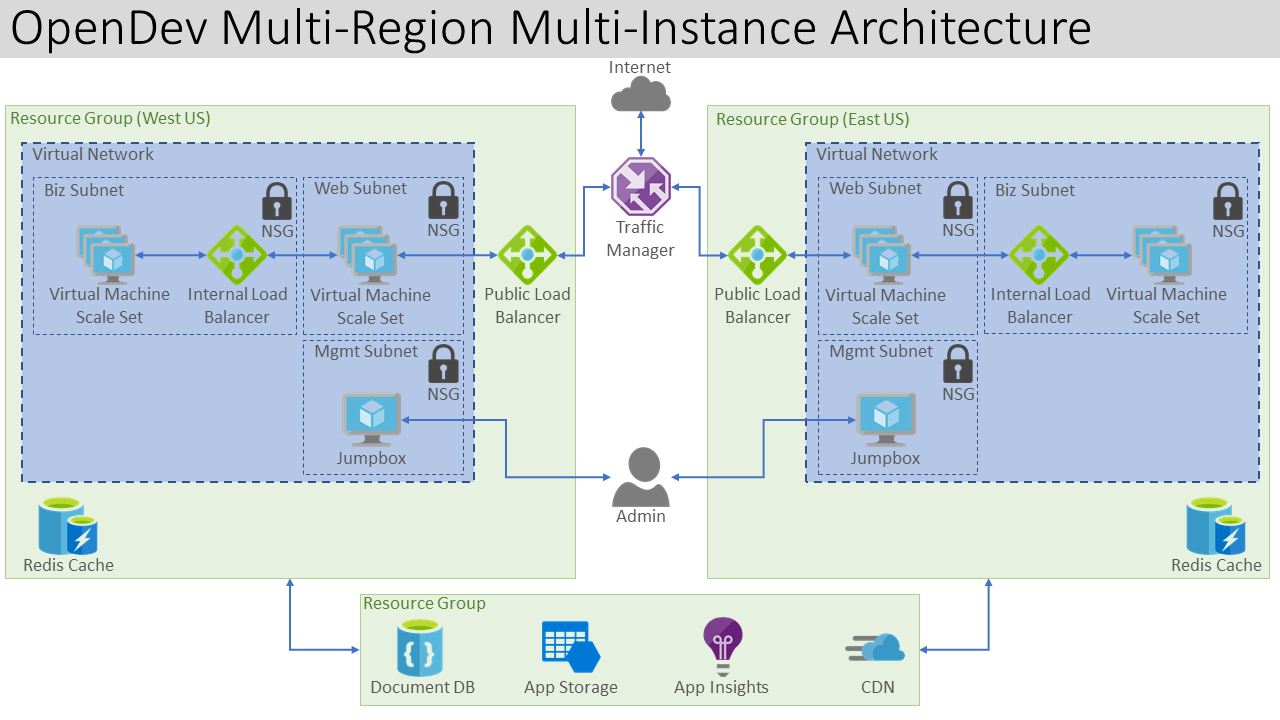 OpenDev Multi-Region Multi-Instance Architecture
Internet
Traffic
Manager
Resource Group (West US)
Virtual Network
Biz Subnet
NSG
Virtual Machine
Scale Set
Internal Load
Balancer
Web Subnet
NSG
Virtual Machine
Scale Set
Public Load
Balancer
Mgmt Subnet
NSG
Jumpbox
Redis Cache
Admin
Resource Group (East US)
Virtual Network
Public Load
Balancer
Web Subnet
NSG
Virtual Machine
Scale Set
Biz Subnet
NSG
Internal Load
Balancer
Virtual Machine
Scale Set
Mgmt Subnet
NSG
Jumpbox
Redis Cache
Resource Group
Document DB
App Storage
App Insights
CDN